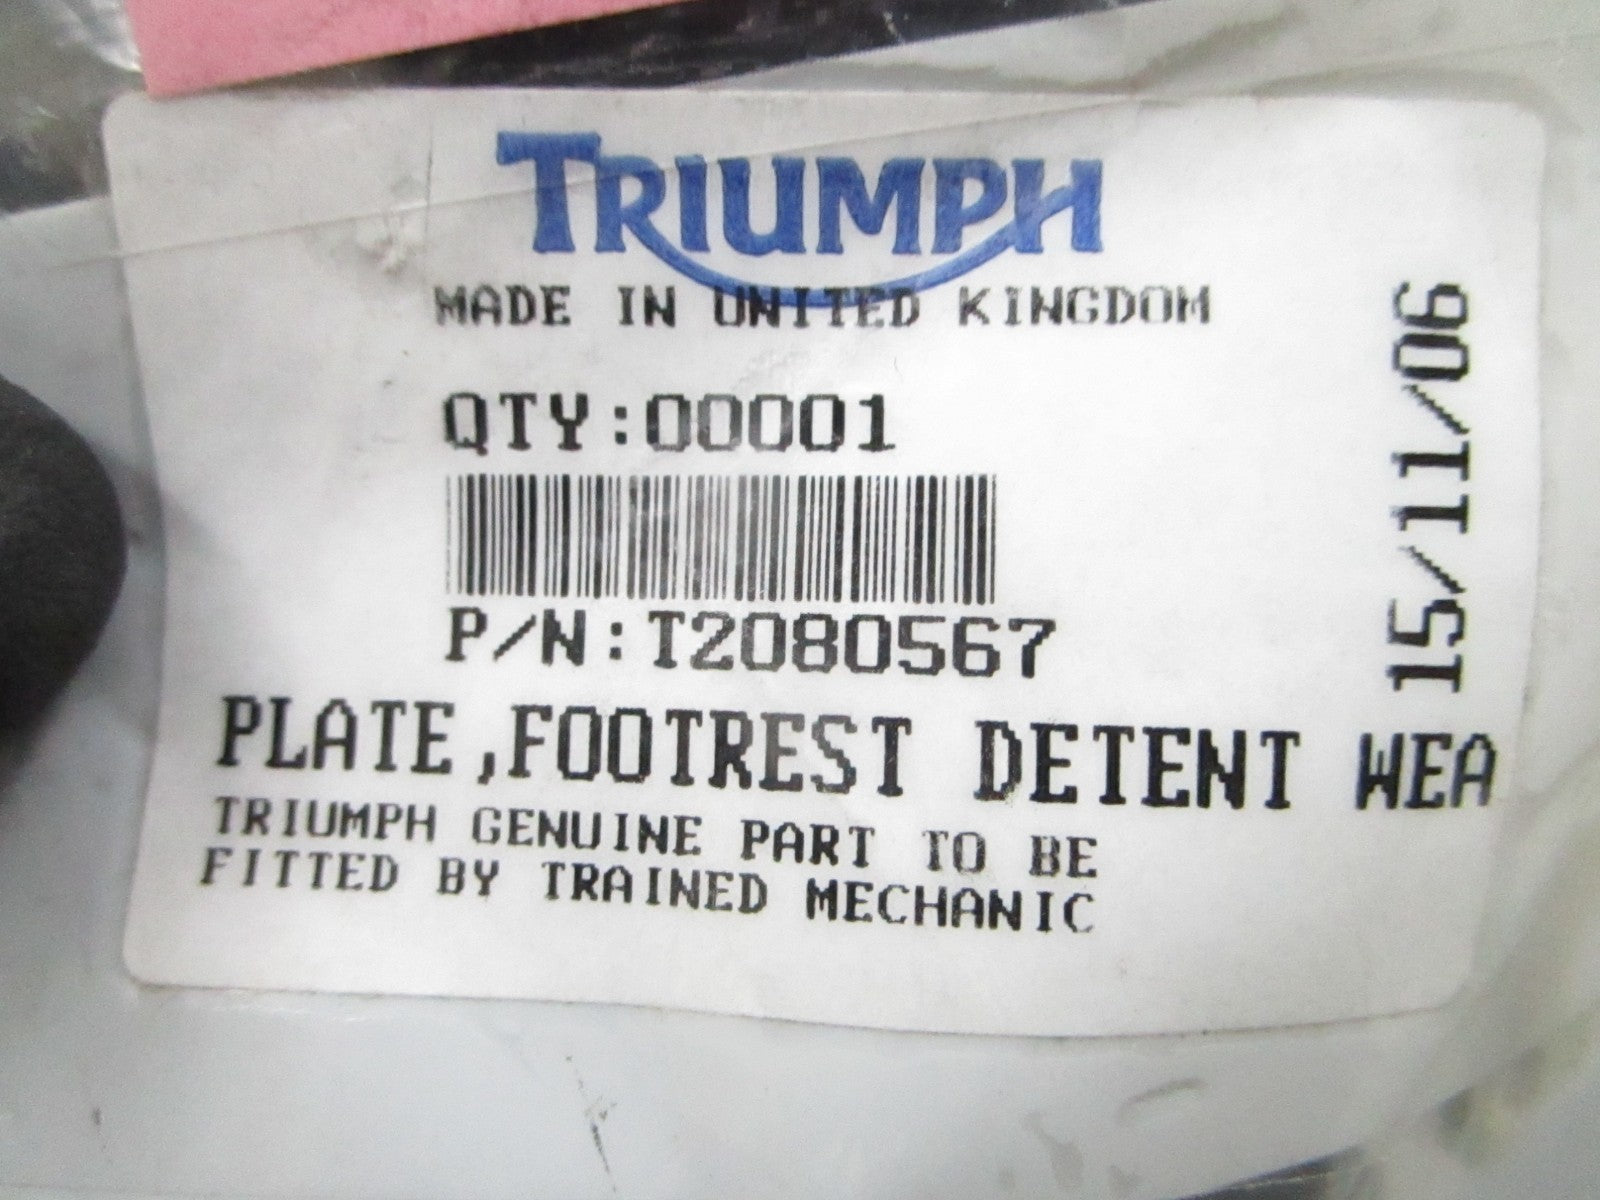 TRIUMPH
MADE IN UNITED KINGDOM
QTY:00001
P/N:T2080567
15/11/06
PLATE,FOOTREST DETENT WEA
TRIUMPH GENUINE PART TO BE
FITTED BY TRAINED MECHANIC